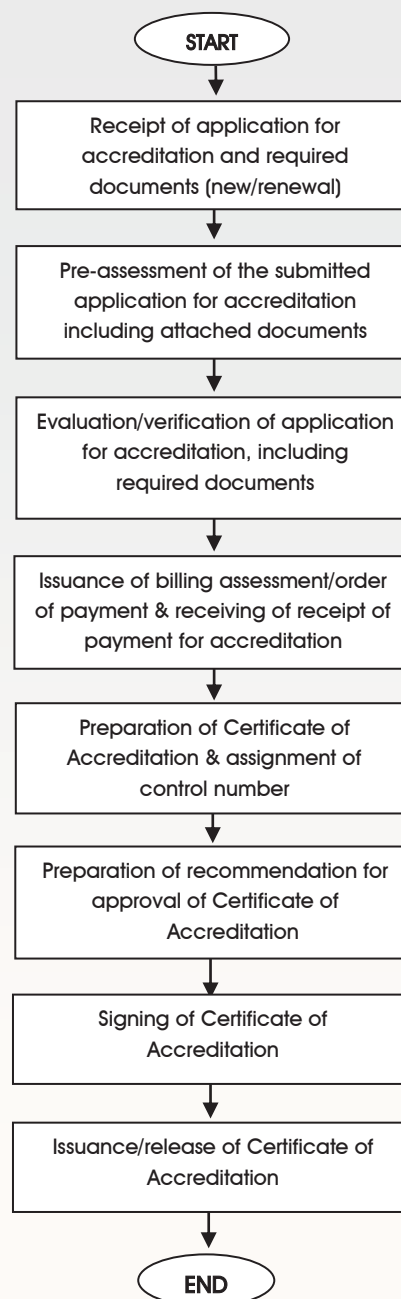 START
Receipt of application for
accreditation and required
documents (new/renewal)
Pre-assessment of the submitted
application for accreditation
including attached documents
Evaluation/verification of application
for accreditation, including
required documents
Issuance of billing assessment/order
of payment & receiving of receipt of
payment for accreditation
Preparation of Certificate of
Accreditation & assignment of
control number
Preparation of recommendation for
approval of Certificate of
Accreditation
Signing of Certificate of
Accreditation
Issuance/release of Certificate of
Accreditation
END